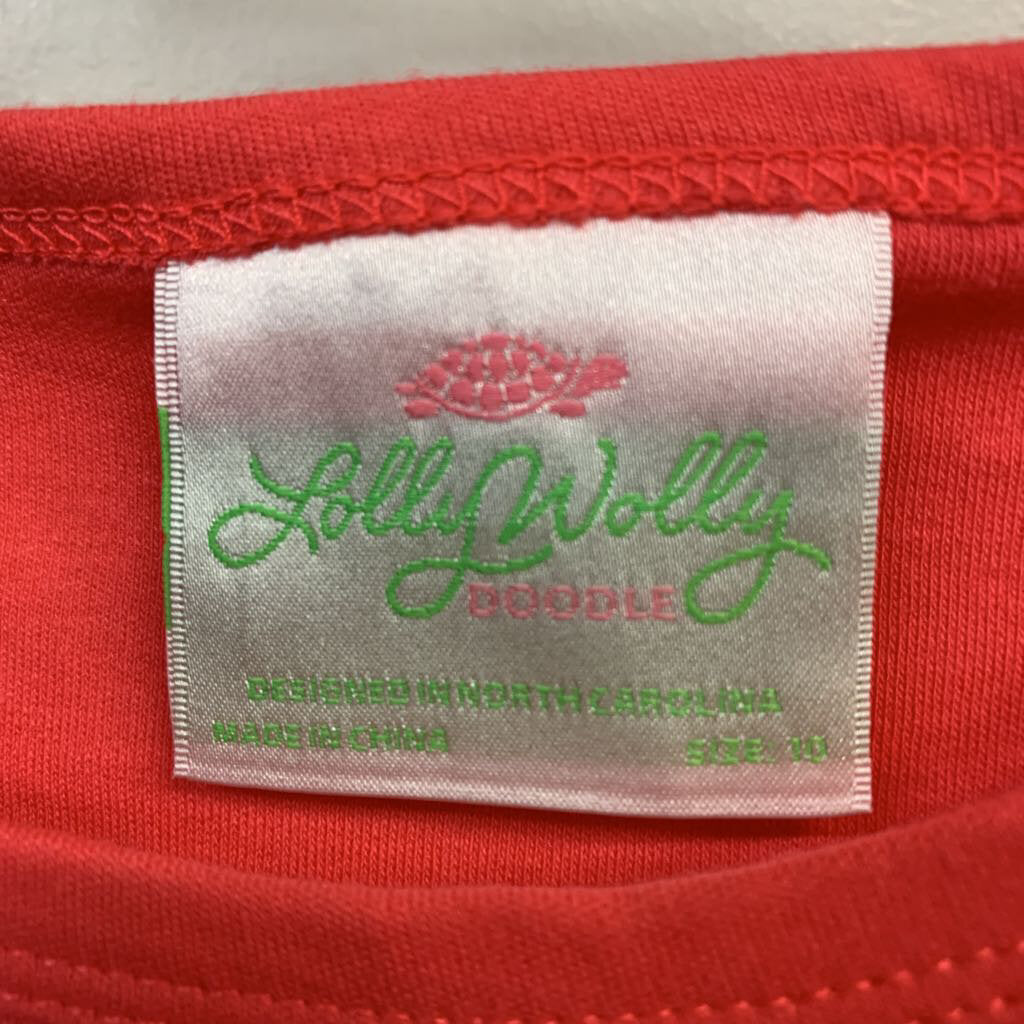 Lolly Wolly
DOODLE
DESIGNED IN NORTH CAROLINA
MADE IN CHINA SIZE: 10